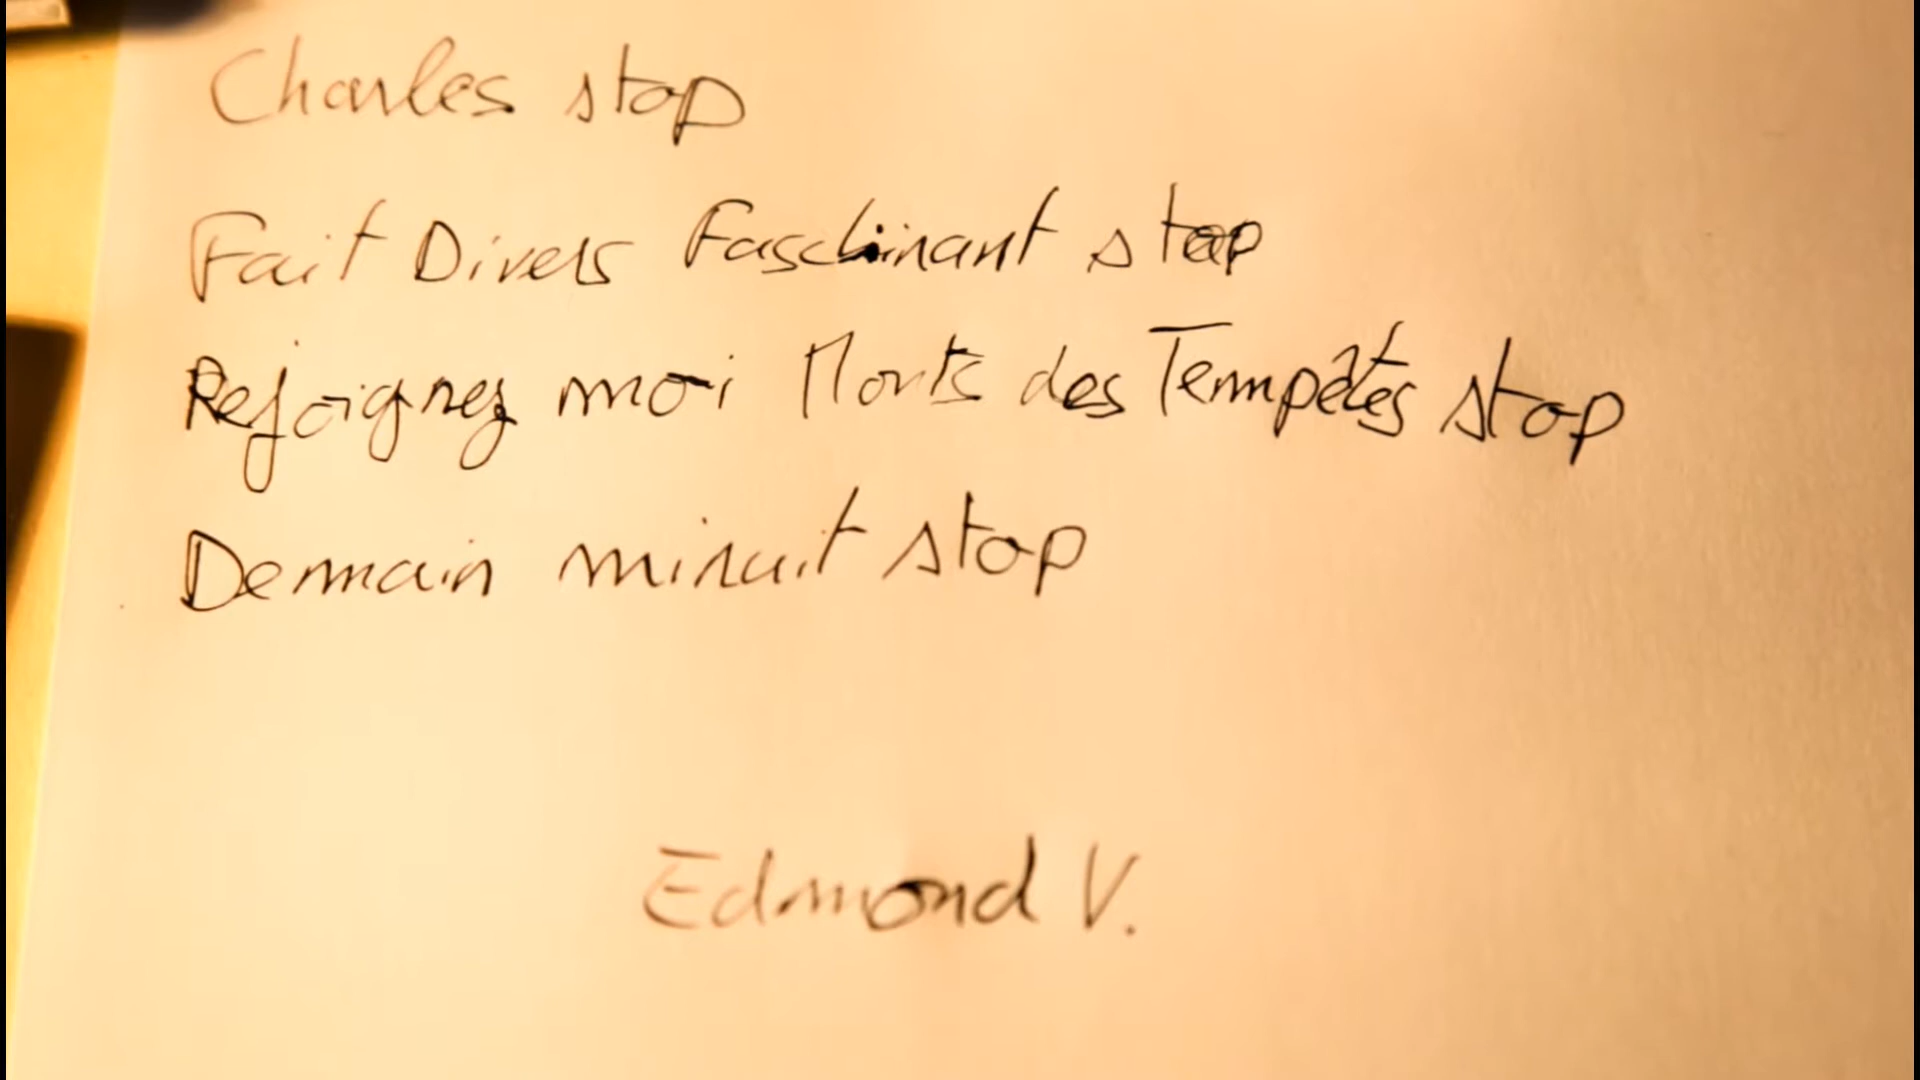 Charles stop
Fait Divers Fascinant stop
Rejoignez moi Monts des Tempêtes stop
Demain minuit stop
Edmond V.